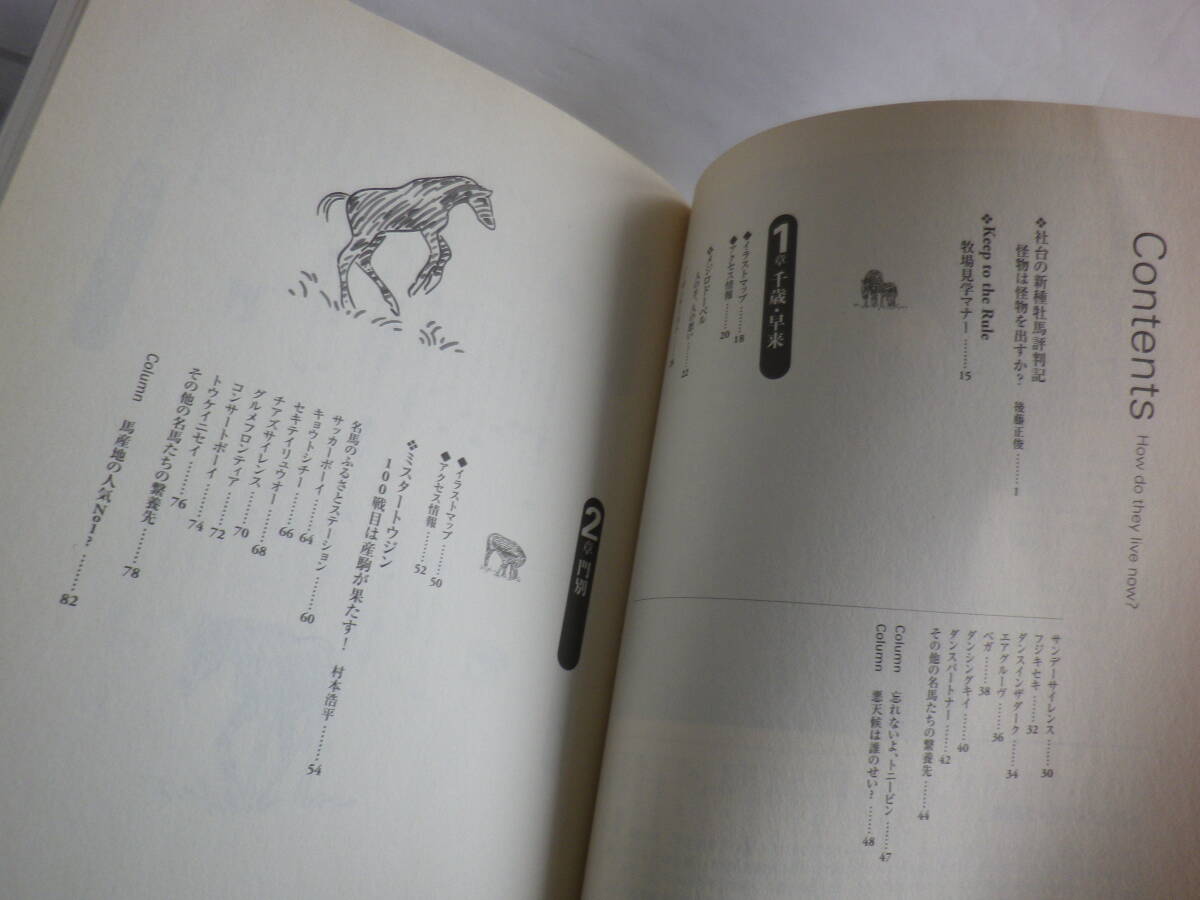 Contents How do they live now?
❖社台の新種牡馬評判記
怪物は怪物を出すか? 後藤正俊………1
❖Keep to the Rule
牧場見学マナー………15
1章 千歳・早来
◆イラストマップ………18
◆アクセス情報………20
❖メジロドーベル
22
サンデーサイレンス………30
フジキセキ………32
ダンスインザダーク………34
エアグルーヴ………36
ベガ………38
ダンシングキイ………40
ダンスパートナー………42
その他の名馬たちの繋養先………44
Column 忘れないよ、トニービン………47
Column 悪天候は誰のせい?………48
2章 門別
◆イラストマップ………50
◆アクセス情報………52
❖ミスタートウジン
100戦目は産駒が果たす! 村本浩平………54
名馬のふるさとステーション………60
サッカーボーイ………64
キョウトシチー………66
セキテイリュウオー………68
チアズサイレンス………70
グルメフロンティア………72
コンサートボーイ………74
トウケイニセイ………76
その他の名馬たちの繋養先………78
Column 馬産地の人気No1?………82